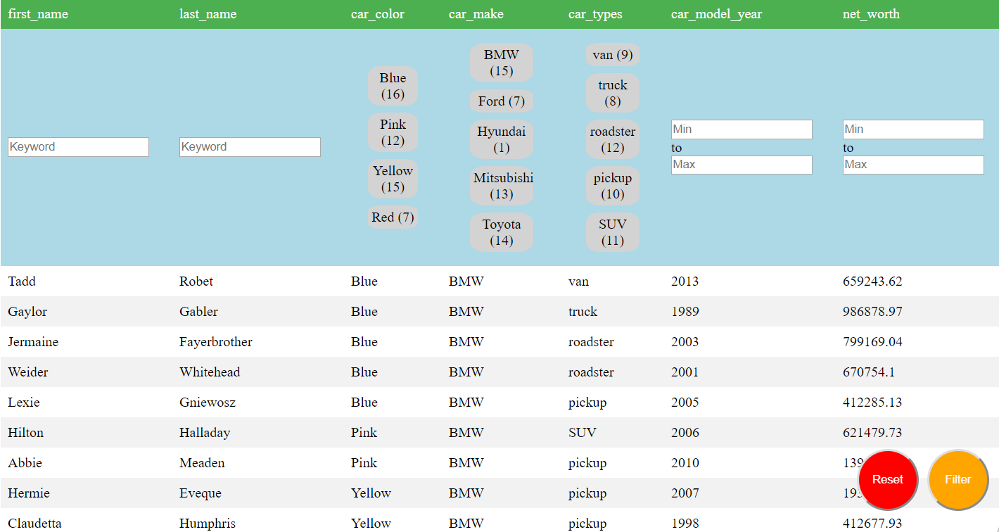 first_name last_name car_color car_make car_types car_model_year net_worth
Keyword Keyword
Blue
(16)
Pink
(12)
Yellow
(15)
Red (7)
BMW
(15)
Ford (7)
Hyundai
(1)
Mitsubishi
(13)
Toyota
(14)
van (9)
truck
(8)
roadster
(12)
pickup
(10)
SUV
(11)
Min
to
Max
Min
to
Max
Tadd Robet Blue BMW van 2013 659243.62
Gaylor Gabler Blue BMW truck 1989 986878.97
Jermaine Fayerbrother Blue BMW roadster 2003 799169.04
Weider Whitehead Blue BMW roadster 2001 670754.1
Lexie Gniewosz Blue BMW pickup 2005 412285.13
Hilton Halladay Pink BMW SUV 2006 621479.73
Abbie Meaden Pink BMW pickup 2010
Hermie Eveque Yellow BMW pickup 2007
Reset Filter
Claudetta Humphris Yellow BMW pickup 1998 412677.93